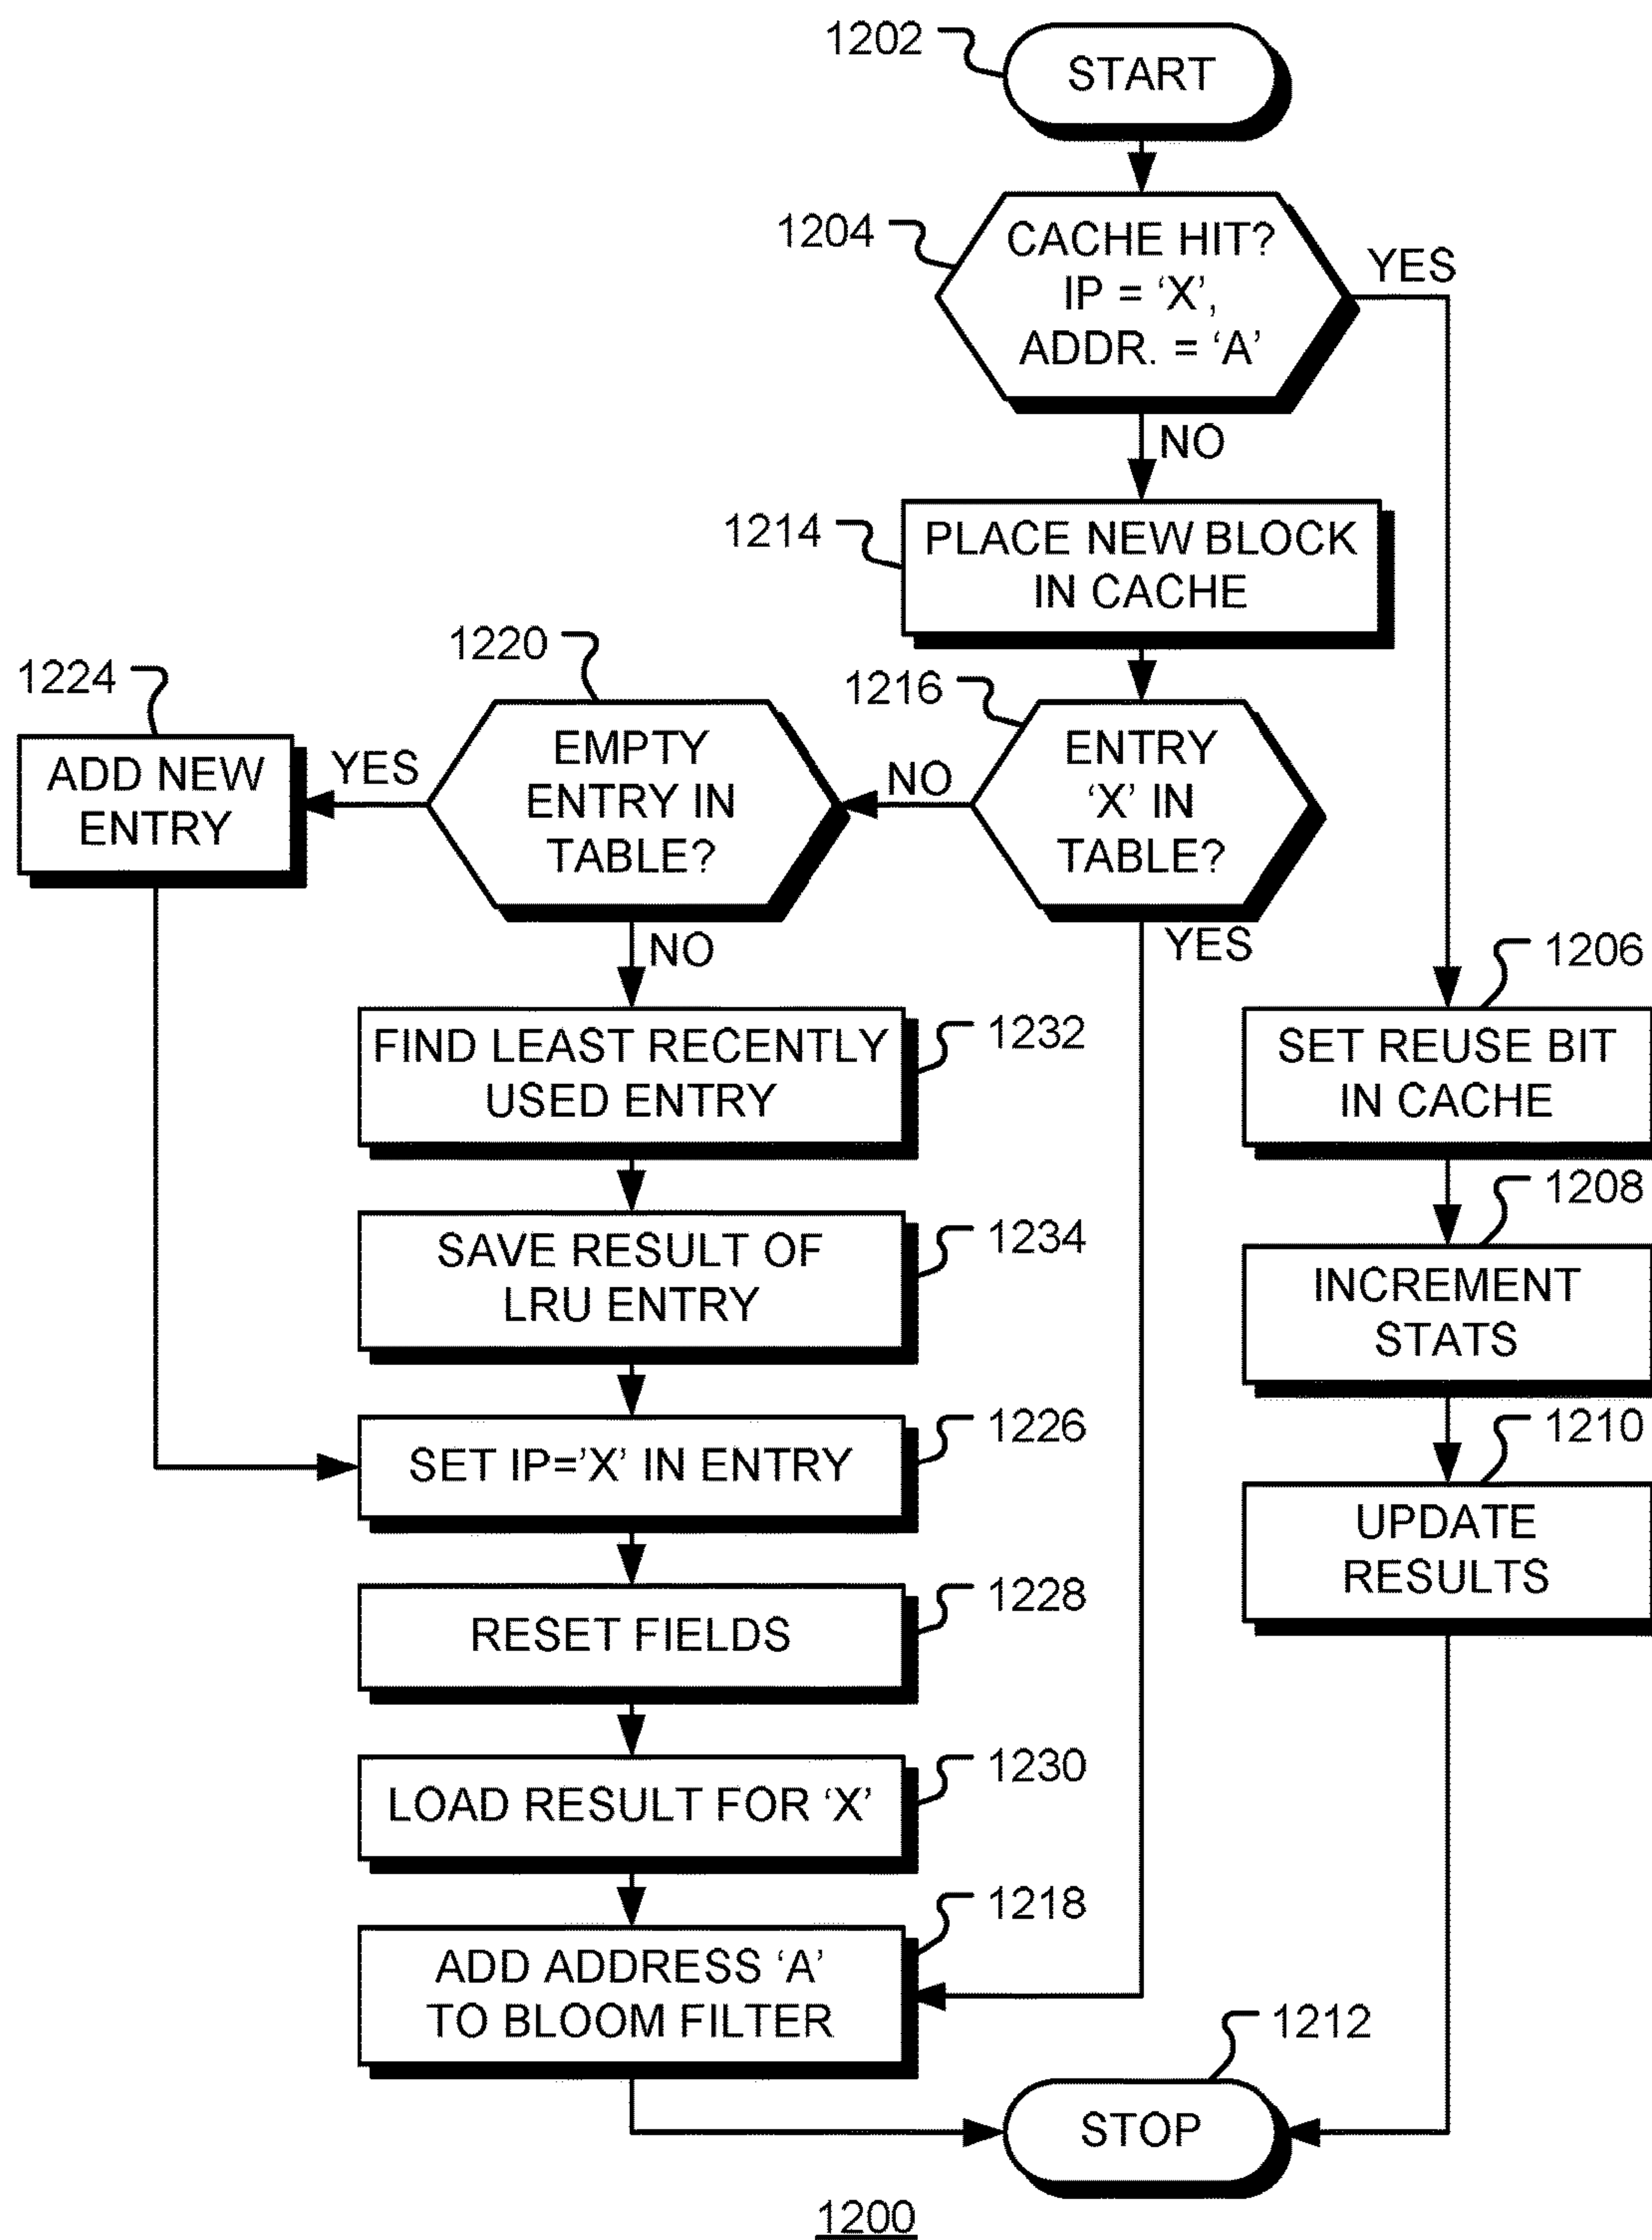 1202
START
1204
CACHE HIT?
IP = ‘X’,
ADDR. = ‘A’
YES
NO
1214
PLACE NEW BLOCK
IN CACHE
1224
ADD NEW
ENTRY
YES
1220
EMPTY
ENTRY IN
TABLE?
NO
1216
ENTRY
‘X’ IN
TABLE?
NO
YES
1206
SET REUSE BIT
IN CACHE
1232
FIND LEAST RECENTLY
USED ENTRY
1208
INCREMENT
STATS
1234
SAVE RESULT OF
LRU ENTRY
1210
UPDATE
RESULTS
1226
SET IP=’X’ IN ENTRY
1228
RESET FIELDS
1230
LOAD RESULT FOR ‘X’
1218
ADD ADDRESS ‘A’
TO BLOOM FILTER
1212
STOP
1200